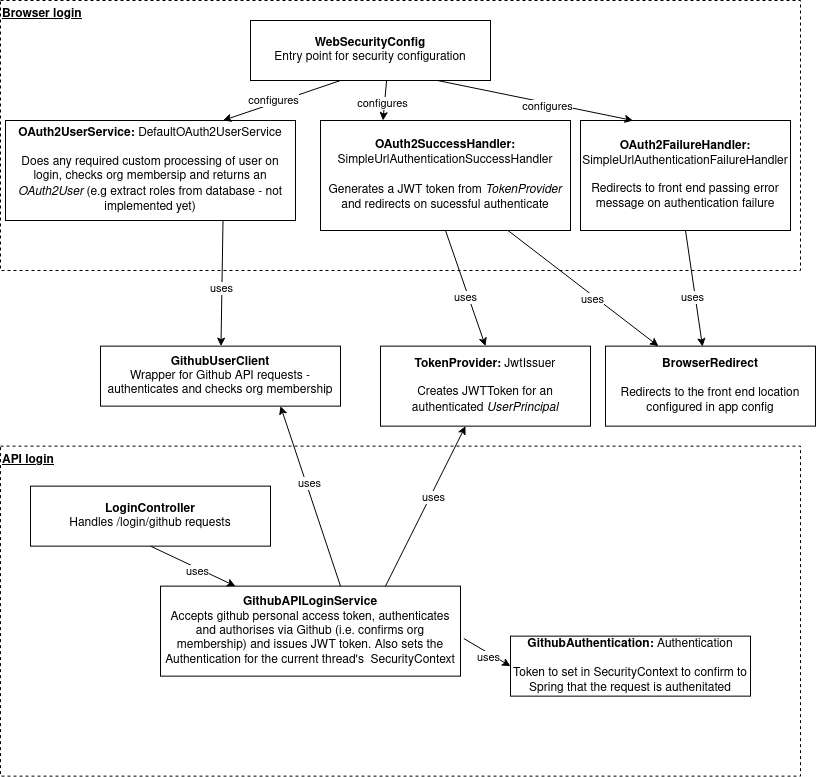 Browser login
WebSecurityConfig
Entry point for security configuration
configures
configures
configures
OAuth2UserService: DefaultOAuth2UserService
Does any required custom processing of user on
login, checks org membersip and returns an
OAuth2User (e.g extract roles from database - not
implemented yet)
OAuth2SuccessHandler:
SimpleUrlAuthenticationSuccessHandler
Generates a JWT token from TokenProvider
and redirects on sucessful authenticate
OAuth2FailureHandler:
SimpleUrlAuthenticationFailureHandler
Redirects to front end passing error
message on authentication failure
uses
uses
uses
uses
GithubUserClient
Wrapper for Github API requests -
authenticates and checks org membership
TokenProvider: JwtIssuer
Creates JWTToken for an
authenticated UserPrincipal
BrowserRedirect
Redirects to the front end location
configured in app config
API login
uses
uses
LoginController
Handles /login/github requests
uses
GithubAPILoginService
Accepts github personal access token, authenticates
and authorises via Github (i.e. confirms org
membership) and issues JWT token. Also sets the
Authentication for the current thread's SecurityContext
uses
GithubAuthentication: Authentication
Token to set in SecurityContext to confirm to
Spring that the request is authenitated